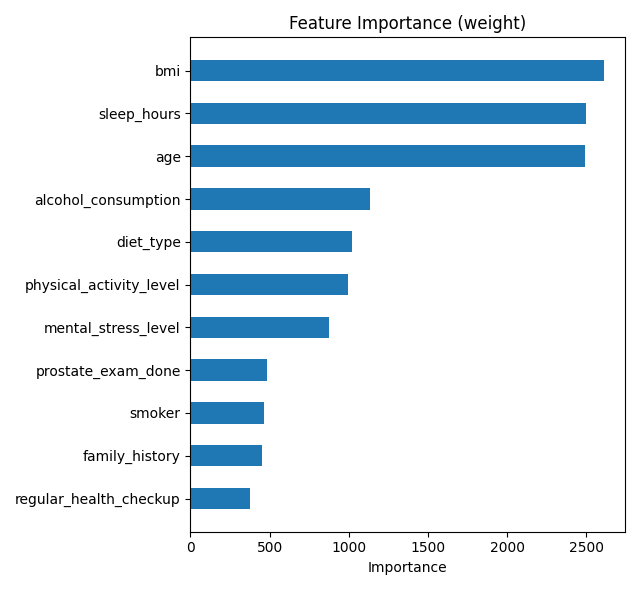 Feature Importance (weight)
bmi
sleep_hours
age
alcohol_consumption
diet_type
physical_activity_level
mental_stress_level
prostate_exam_done
smoker
family_history
regular_health_checkup
0 500 1000 1500 2000 2500
Importance